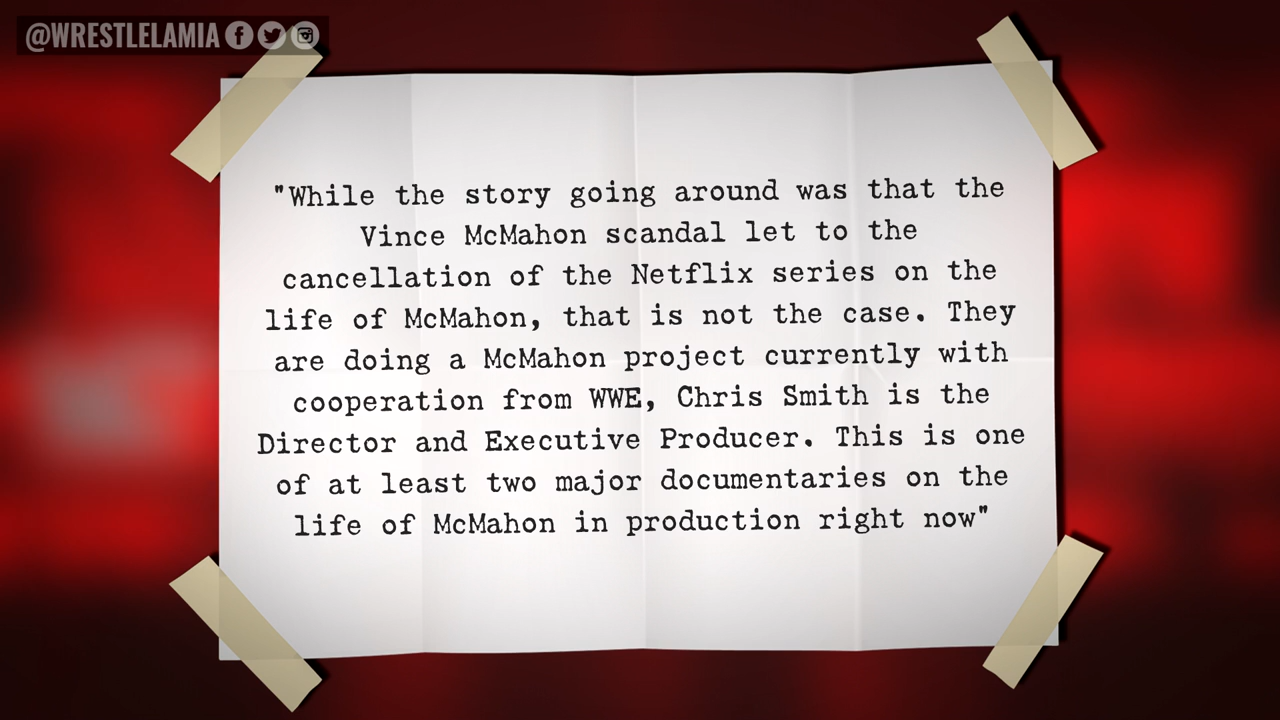 @WRESTLELAMIA
"While the story going around was that the
Vince McMahon scandal let to the
cancellation of the Netflix series on the
life of McMahon, that is not the case. They
are doing a McMahon project currently with
cooperation from WWE, Chris Smith is the
Director and Executive Producer. This is one
of at least two major documentaries on the
life of McMahon in production right now"